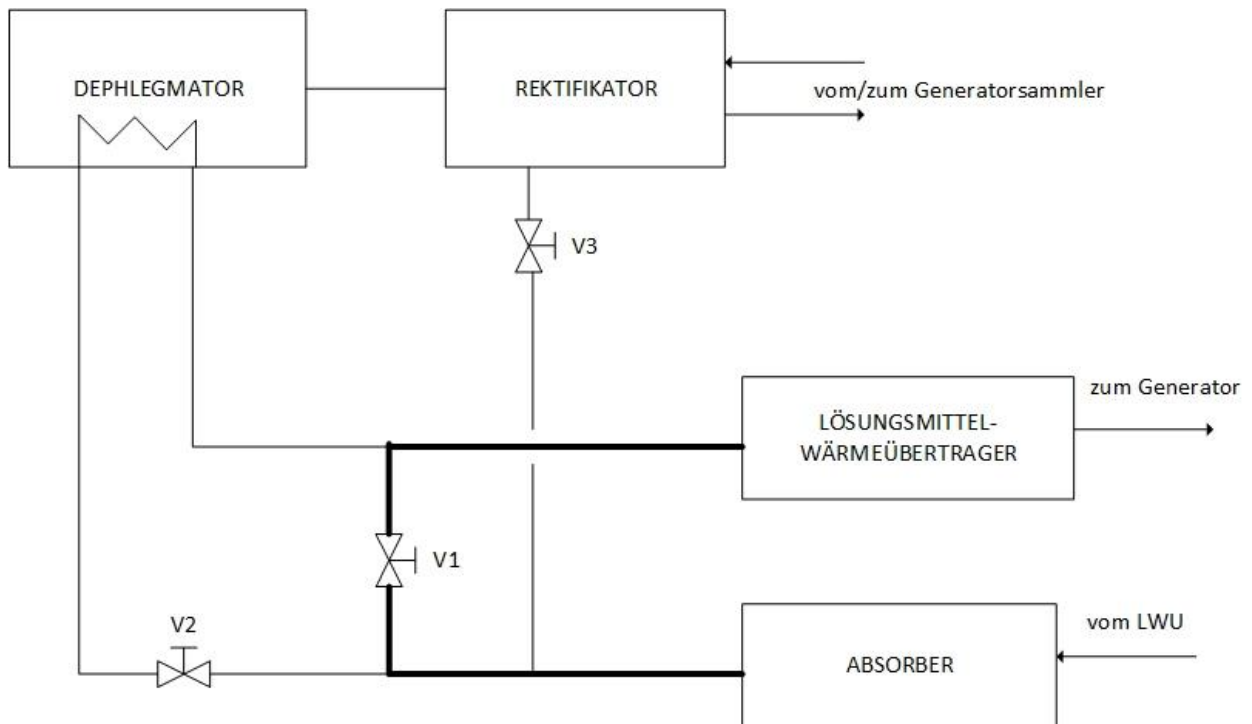 DEPHLEGMATOR
REKTIFIKATOR
vom/zum Generatorsammler
V3
zum Generator
LÖSUNGSMITTEL-
WÄRMEÜBERTRAGER
V1
V2
vom LWU
ABSORBER